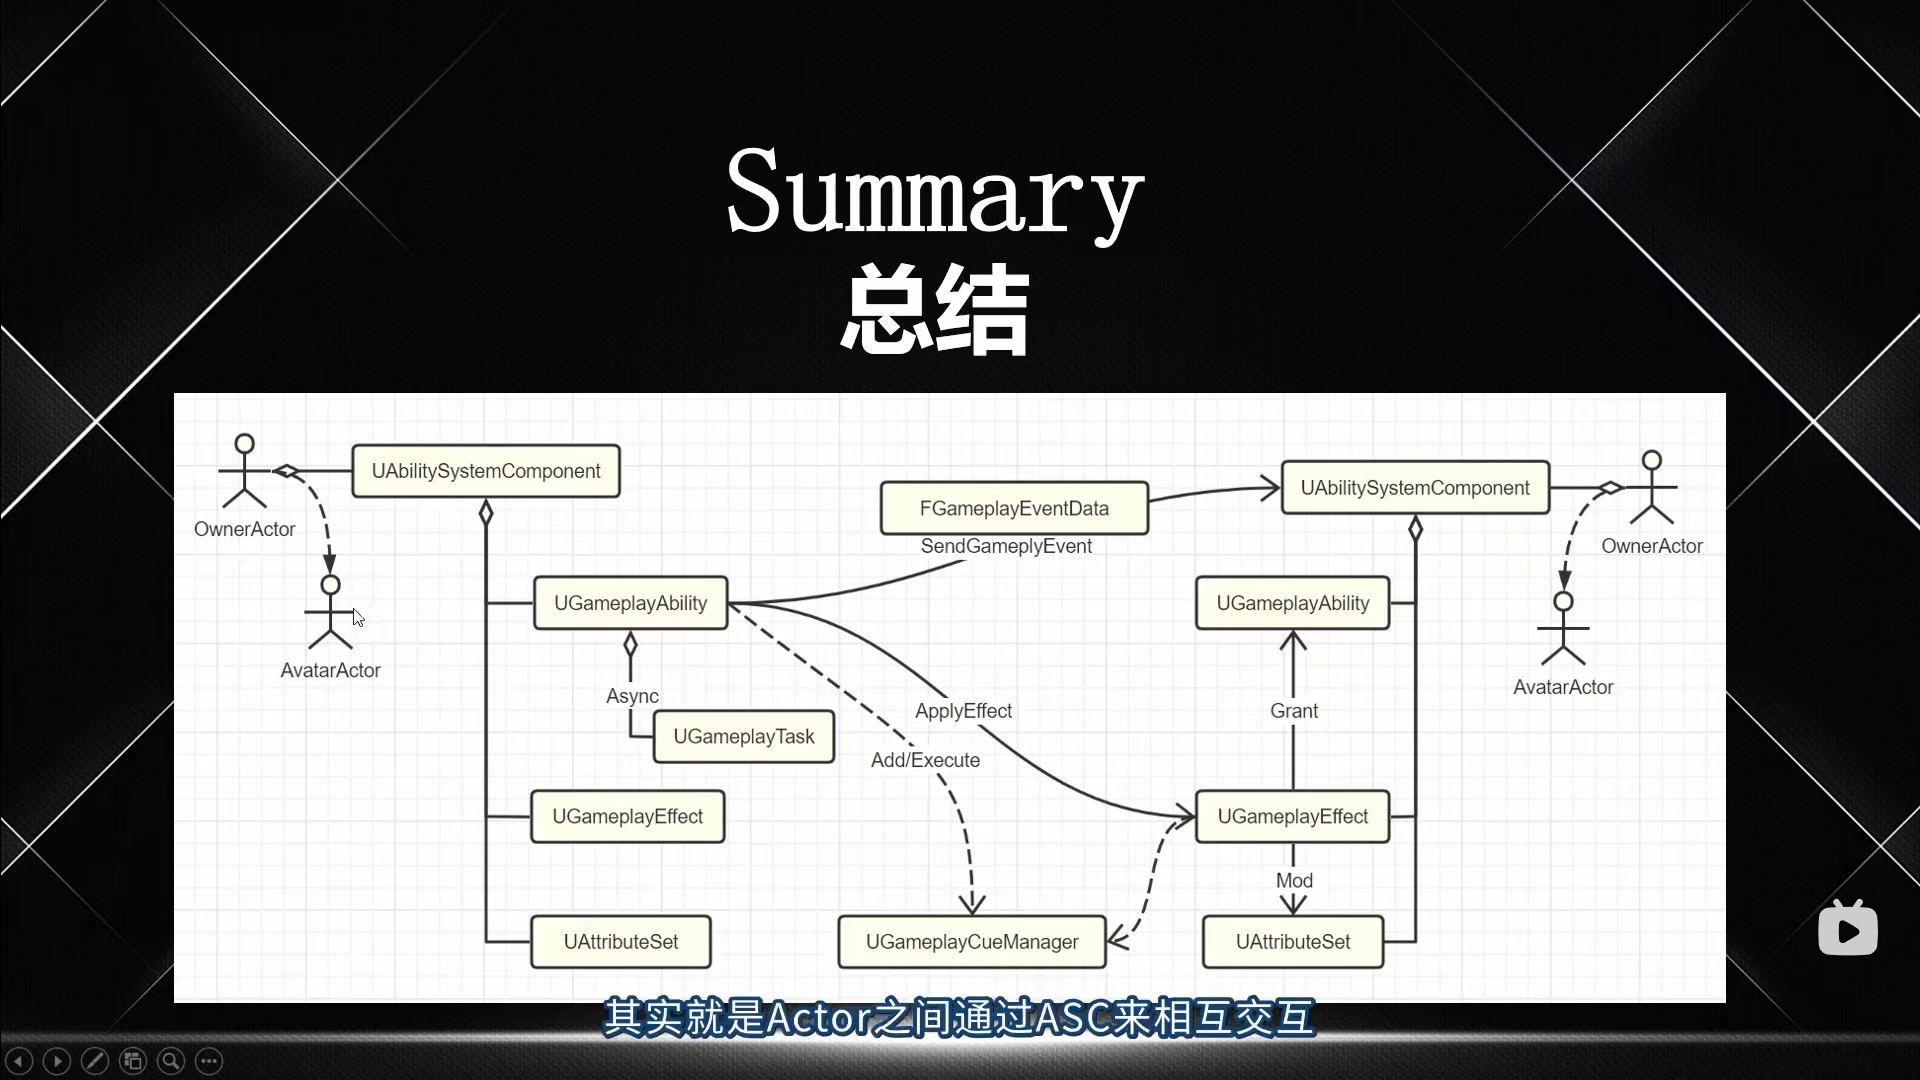 Summary
总结
UAbilitySystemComponent
OwnerActor
AvatarActor
UGameplayAbility
Async
UGameplayTask
UGameplayEffect
UAttributeSet
FGameplayEventData
SendGameplyEvent
ApplyEffect
Add/Execute
UGameplayCueManager
UAbilitySystemComponent
OwnerActor
AvatarActor
UGameplayAbility
Grant
UGameplayEffect
Mod
UAttributeSet
其实就是Actor之间通过ASC来相互交互